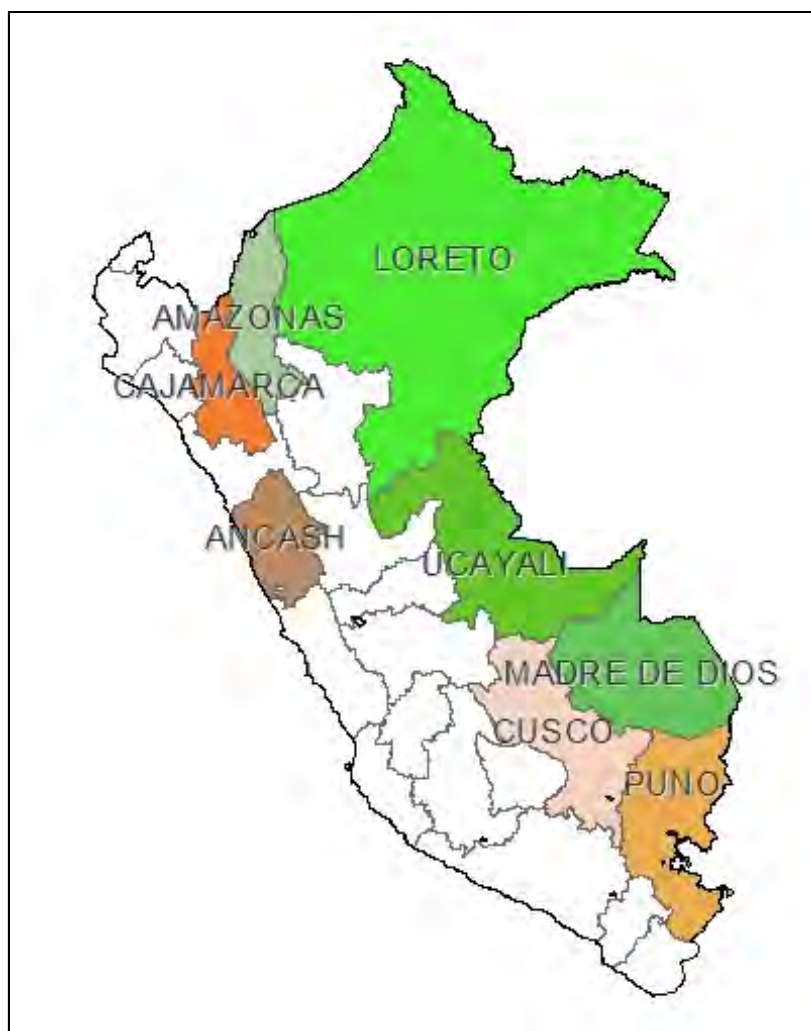 LORETO
AMAZONAS
CAJAMARCA
ANCASH
UCAYALI
MADRE DE DIOS
CUSCO
PUNO